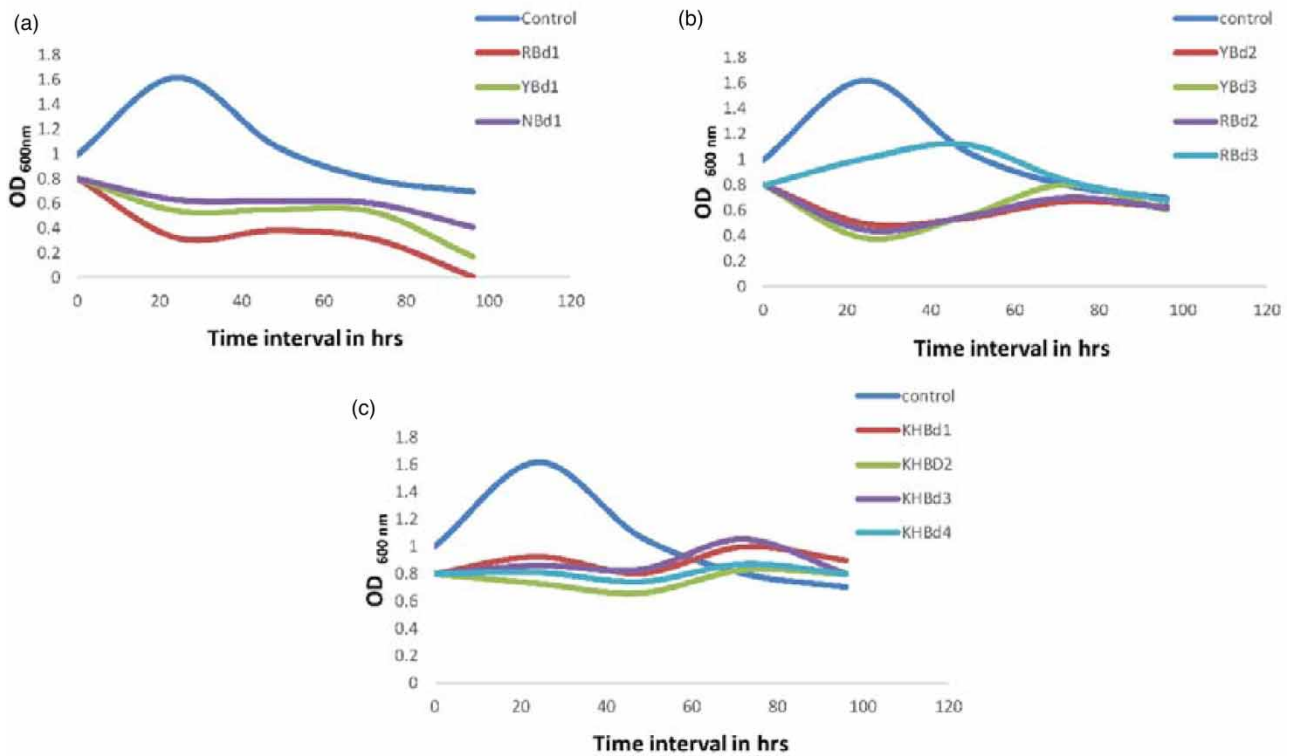 (a)
Control
RBd1
YBd1
NBd1
1.8
1.6
1.4
1.2
1
0.8
0.6
0.4
0.2
0
OD 600nm
0 20 40 60 80 100 120
Time interval in hrs
(b)
control
YBd2
YBd3
RBd2
RBd3
1.8
1.6
1.4
1.2
1
0.8
0.6
0.4
0.2
0
OD 600 nm
0 20 40 60 80 100 120
Time interval in hrs
(c)
control
KHBd1
KHBD2
KHBd3
KHBd4
1.8
1.6
1.4
1.2
1
0.8
0.6
0.4
0.2
0
OD 600 nm
0 20 40 60 80 100 120
Time interval in hrs